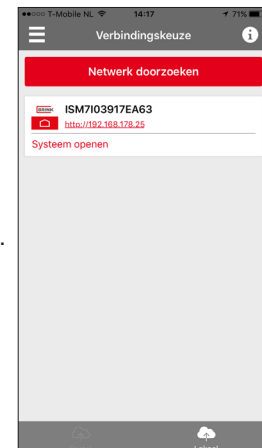 T-Mobile NL 14:17 71%
Verbindingskeuze
Netwerk doorzoeken
BRINK
ISM7I03917EA63
http://192.168.178.25
Systeem openen
Lokaal